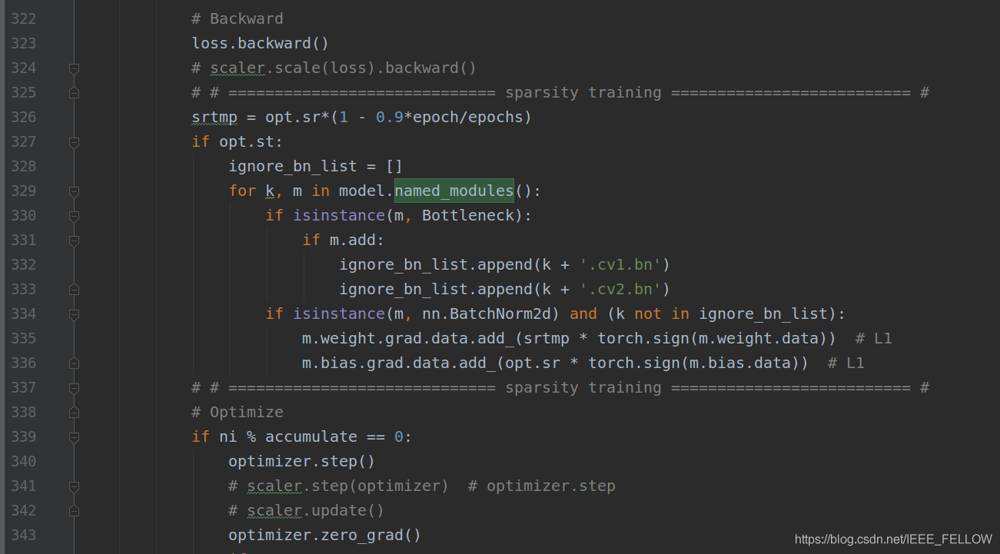 322 # Backward
323 loss.backward()
324 # scaler.scale(loss).backward()
325 # # ============================= sparsity training ========================== #
326 srtmp = opt.sr*(1 - 0.9*epoch/epochs)
327 if opt.st:
328 ignore_bn_list = []
329 for k, m in model.named_modules():
330 if isinstance(m, Bottleneck):
331 if m.add:
332 ignore_bn_list.append(k + '.cv1.bn')
333 ignore_bn_list.append(k + '.cv2.bn')
334 if isinstance(m, nn.BatchNorm2d) and (k not in ignore_bn_list):
335 m.weight.grad.data.add_(srtmp * torch.sign(m.weight.data))  # L1
336 m.bias.grad.data.add_(opt.sr * torch.sign(m.bias.data))  # L1
337 # # ============================= sparsity training ========================== #
338 # Optimize
339 if ni % accumulate == 0:
340 optimizer.step()
341 # scaler.step(optimizer)  # optimizer.step
342 # scaler.update()
343 optimizer.zero_grad()
https://blog.csdn.net/IEEE_FELLOW